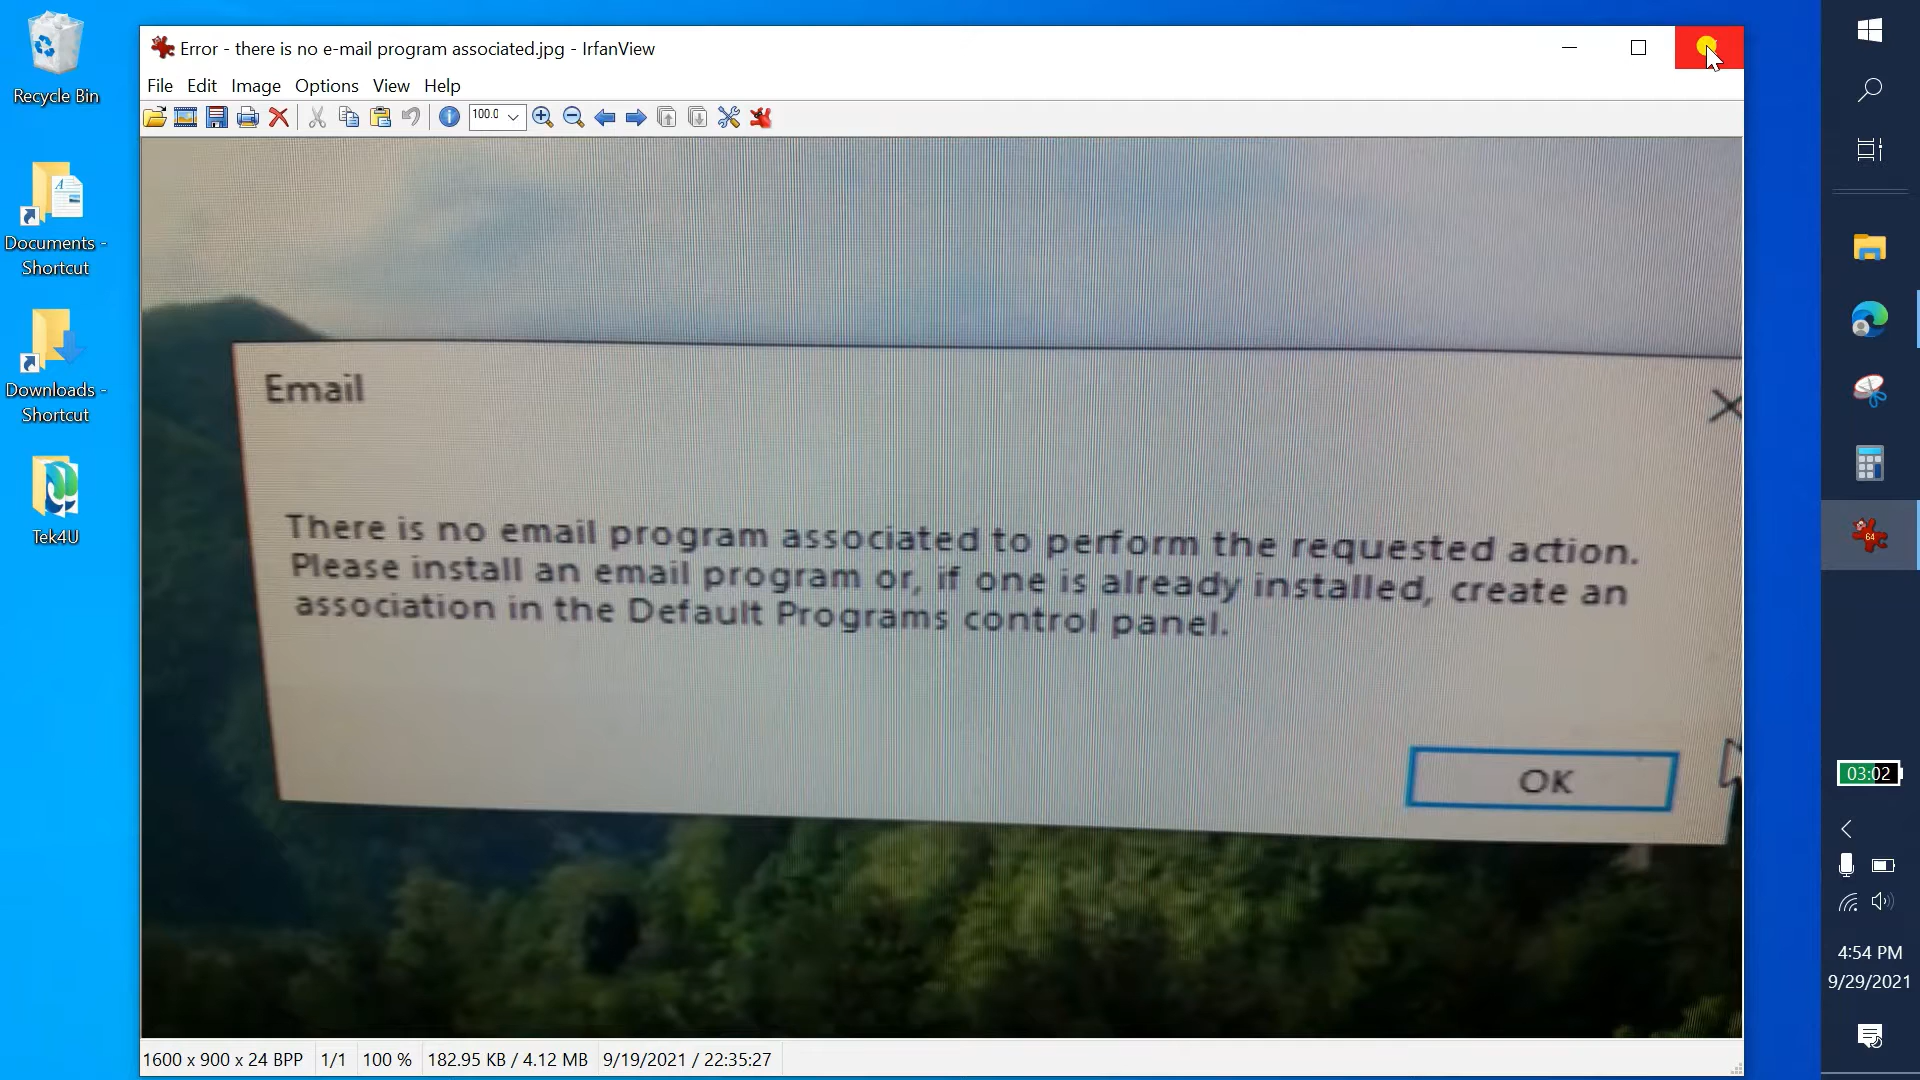 Recycle Bin
Documents -
Shortcut
Downloads -
Shortcut
Tek4U
Error - there is no e-mail program associated.jpg - IrfanView
File Edit Image Options View Help
100.0
Email
There is no email program associated to perform the requested action.
Please install an email program or, if one is already installed, create an
association in the Default Programs control panel.
OK
1600 x 900 x 24 BPP 1/1 100 % 182.95 KB / 4.12 MB 9/19/2021 / 22:35:27
64
03:02
4:54 PM
9/29/2021